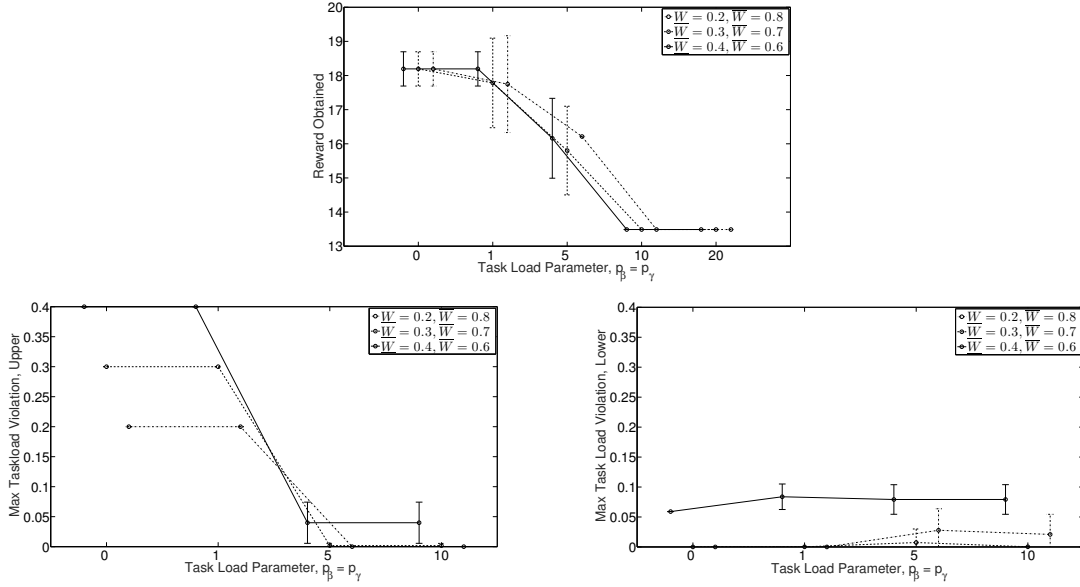 20
19
18
17
16
15
14
13
Reward Obtained
0 1 5 10 20
Task Load Parameter, p_β = p_γ
W = 0.2, W̅ = 0.8
W = 0.3, W̅ = 0.7
W = 0.4, W̅ = 0.6
0.4
0.35
0.3
0.25
0.2
0.15
0.1
0.05
0
Max Taskload Violation, Upper
0 1 5 10
Task Load Parameter, p_β = p_γ
W̲ = 0.2, W̅ = 0.8
W̲ = 0.3, W̅ = 0.7
W̲ = 0.4, W̅ = 0.6
0.4
0.35
0.3
0.25
0.2
0.15
0.1
0.05
0
Max Task Load Violation, Lower
0 1 5 10
Task Load Parameter, p_β = p_γ
W̲ = 0.2, W̅ = 0.8
W̲ = 0.3, W̅ = 0.7
W̲ = 0.4, W̅ = 0.6